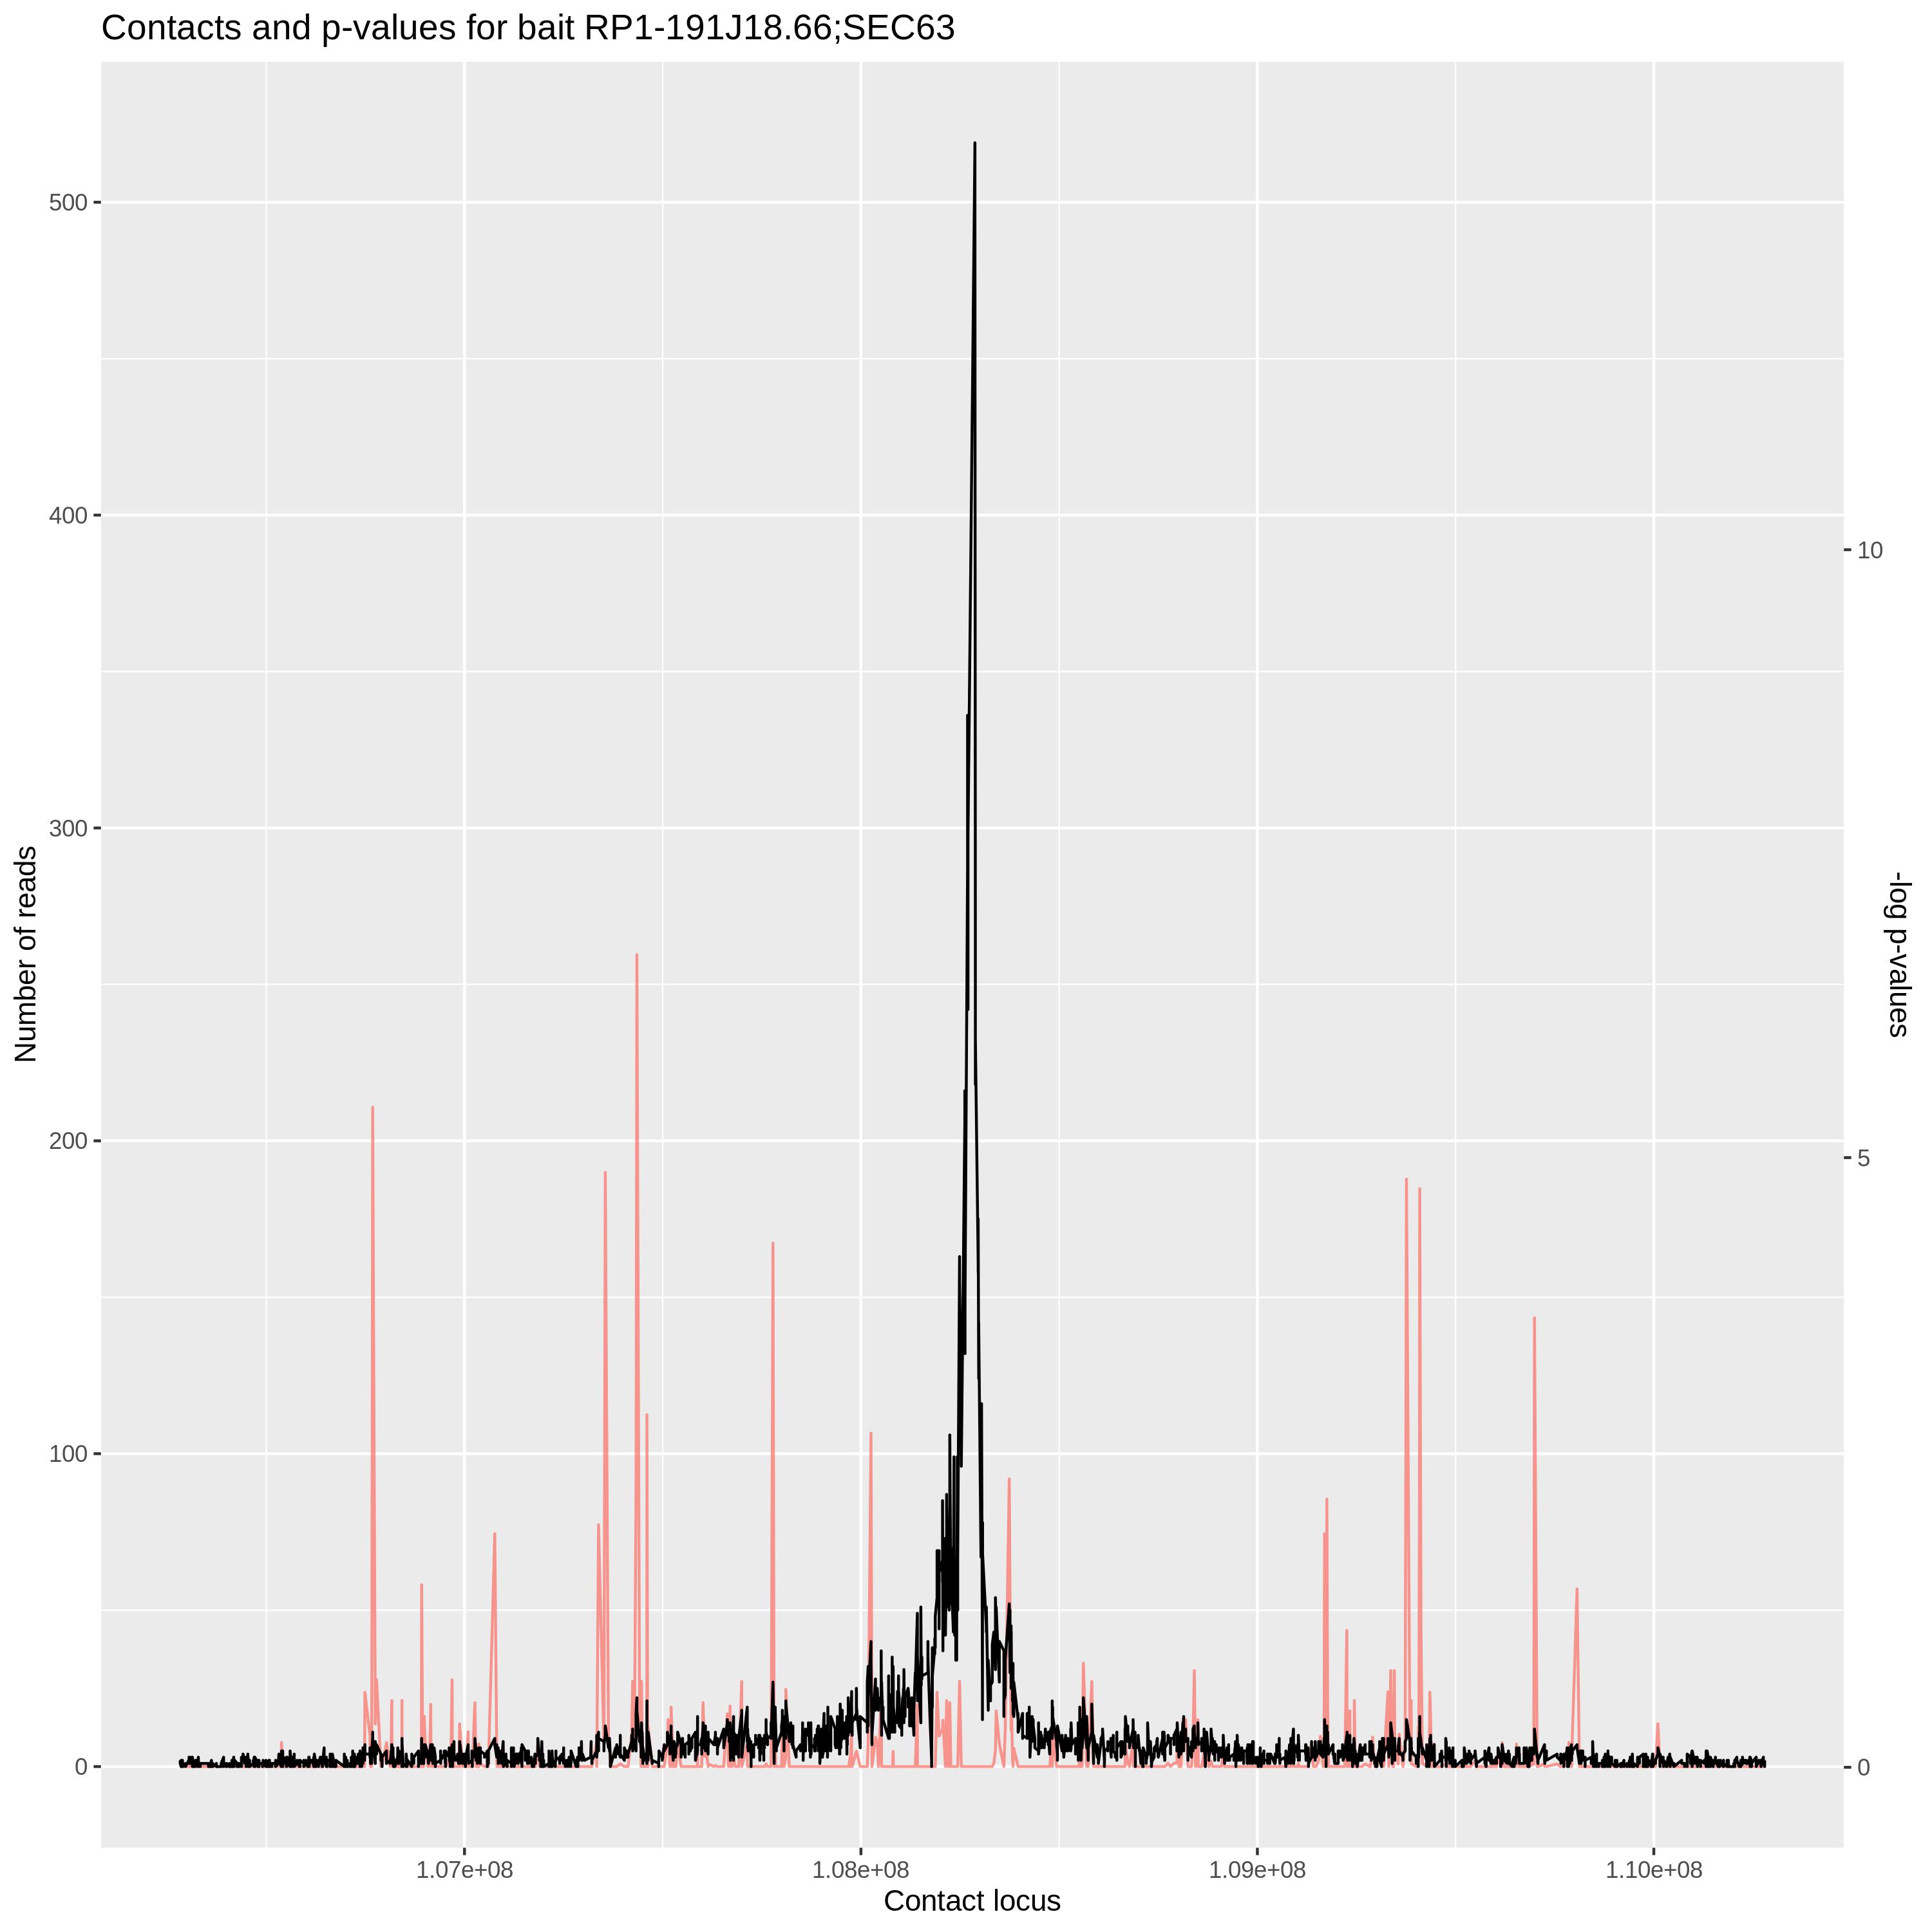 Contacts and p-values for bait RP1-191J18.66;SEC63
500
400
300
200
100
0
Number of reads
10
5
0
-log p-values
1.07e+08
1.08e+08
1.09e+08
1.10e+08
Contact locus